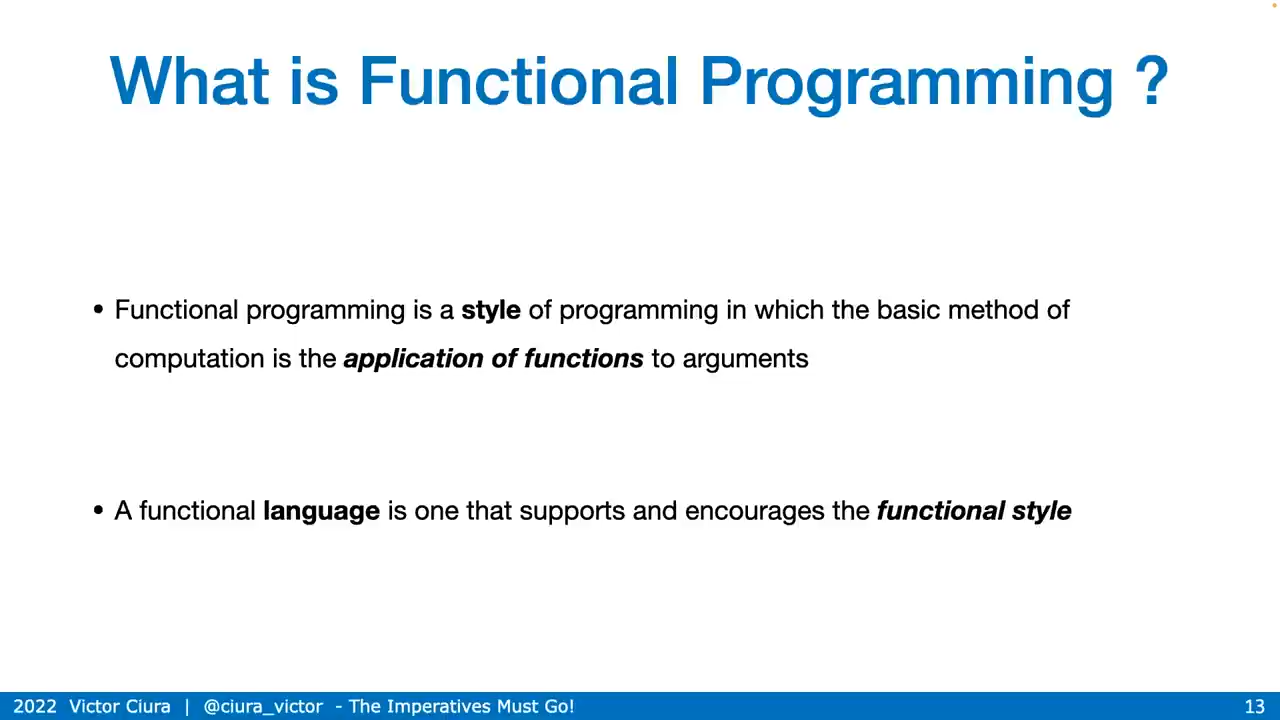 What is Functional Programming ?
• Functional programming is a style of programming in which the basic method of
computation is the application of functions to arguments
• A functional language is one that supports and encourages the functional style
2022 Victor Ciura | @ciura_victor - The Imperatives Must Go!
13